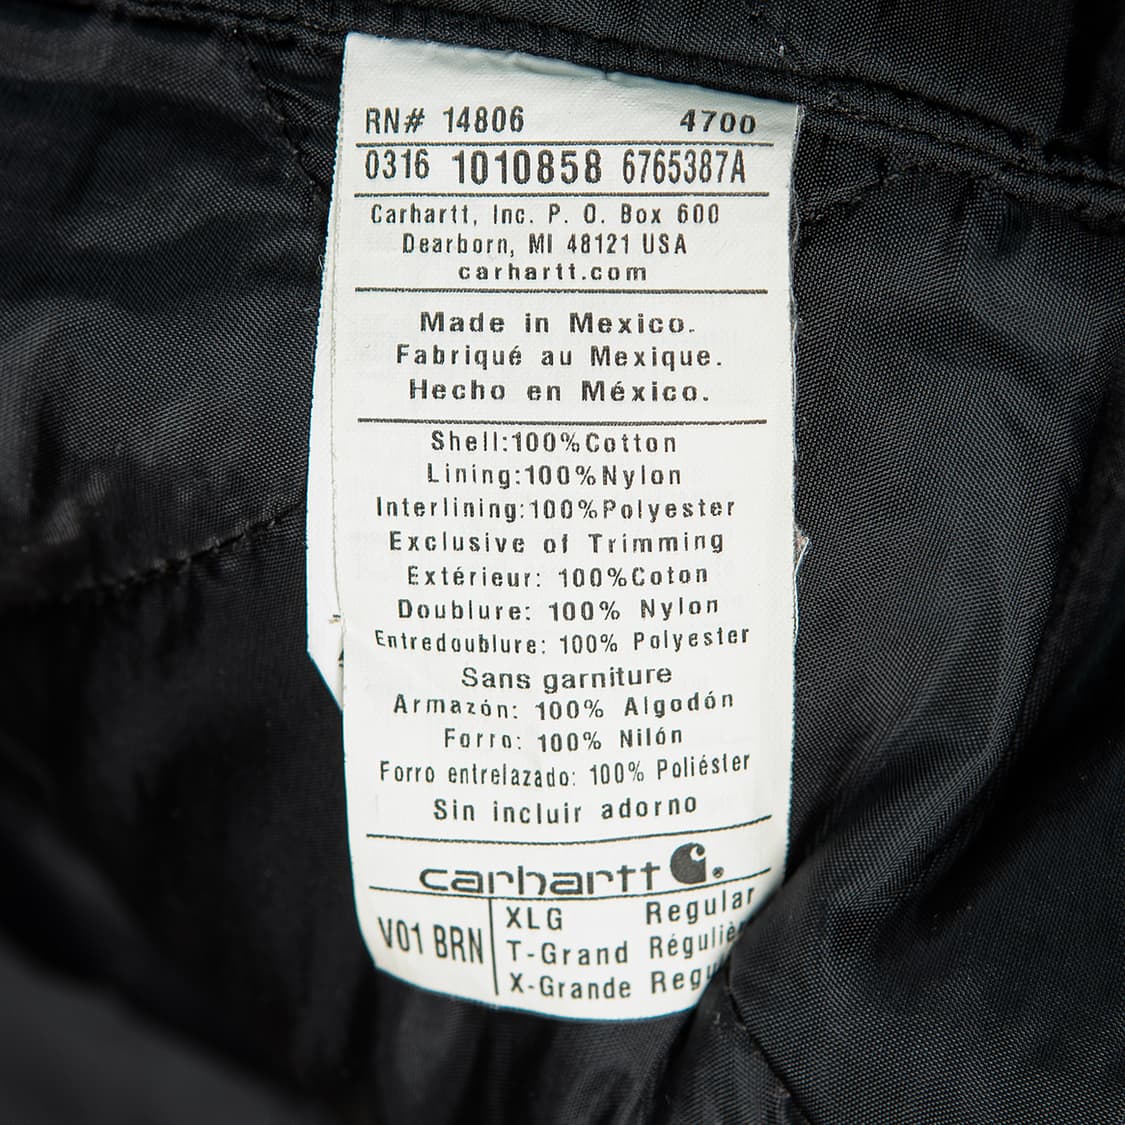 RN# 14806 4700
0316 1010858 6765387A
Carhartt, Inc. P. O. Box 600
Dearborn, MI 48121 USA
carhartt.com
Made in Mexico.
Fabriqué au Mexique.
Hecho en México.
Shell:100%Cotton
Lining:100%Nylon
Interlining:100%Polyester
Exclusive of Trimming
Extérieur: 100%Coton
Doublure: 100% Nylon
Entredoublure: 100% Polyester
Sans garniture
Armazón: 100% Algodón
Forro: 100% Nilón
Forro entrelazado: 100% Poliéster
Sin incluir adorno
carhartt
V01 BRN
XLG Regular
T-Grand
X-Grande